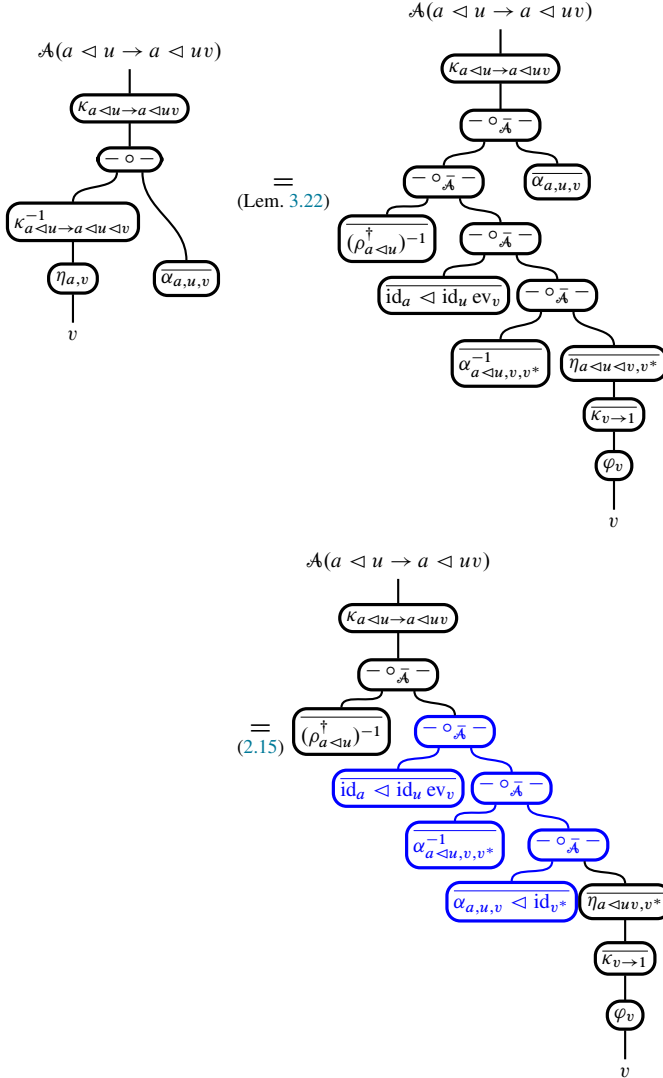 𝒜(a ◁ u → a ◁ uv)
κ_{a◁u→a◁uv}
− ∘ −
κ^{-1}_{a◁u→a◁u◁v}
η_{a,v}
\overline{α_{a,u,v}}
v
=
(Lem. 3.22)
𝒜(a ◁ u → a ◁ uv)
κ_{a◁u→a◁uv}
− ∘_{\bar{𝒜}} −
− ∘_{\bar{𝒜}} −
\overline{α_{a,u,v}}
\overline{(ρ^†_{a◁u})^{-1}}
− ∘_{\bar{𝒜}} −
\overline{id_a ◁ id_u ev_v}
− ∘_{\bar{𝒜}} −
\overline{α^{-1}_{a◁u,v,v*}}
\overline{η_{a◁u◁v,v*}}
\overline{κ_{v→1}}
φ_v
v
=
(2.15)
𝒜(a ◁ u → a ◁ uv)
κ_{a◁u→a◁uv}
− ∘_{\bar{𝒜}} −
\overline{(ρ^†_{a◁u})^{-1}}
− ∘_{\bar{𝒜}} −
\overline{id_a ◁ id_u ev_v}
− ∘_{\bar{𝒜}} −
\overline{α^{-1}_{a◁u,v,v*}}
− ∘_{\bar{𝒜}} −
\overline{α_{a,u,v} ◁ id_{v*}}
\overline{η_{a◁uv,v*}}
\overline{κ_{v→1}}
φ_v
v